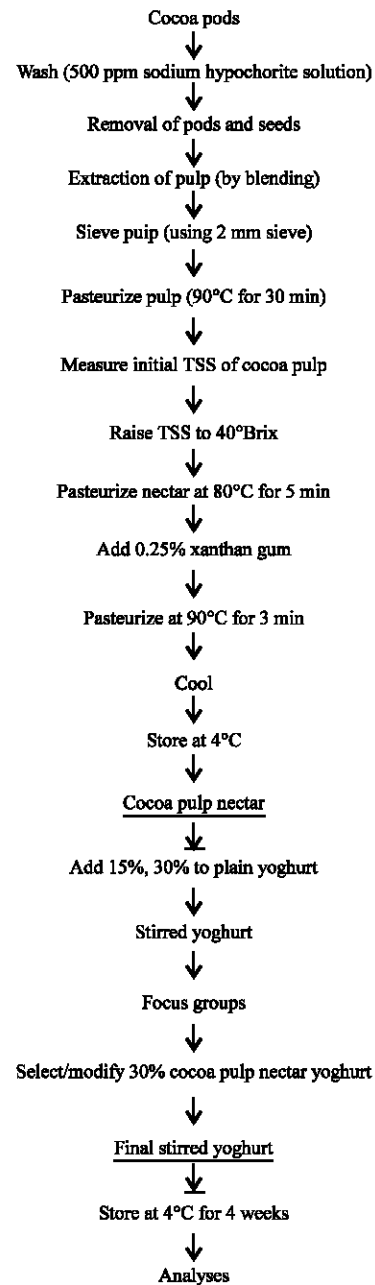 Cocoa pods
Wash (500 ppm sodium hypochorite solution)
Removal of pods and seeds
Extraction of pulp (by blending)
Sieve puip (using 2 mm sieve)
Pasteurize pulp (90°C for 30 min)
Measure initial TSS of cocoa pulp
Raise TSS to 40°Brix
Pasteurize nectar at 80°C for 5 min
Add 0.25% xanthan gum
Pasteurize at 90°C for 3 min
Cool
Store at 4°C
Cocoa pulp nectar
Add 15%, 30% to plain yoghurt
Stirred yoghurt
Focus groups
Select/modify 30% cocoa pulp nectar yoghurt
Final stirred yoghurt
Store at 4°C for 4 weeks
Analyses